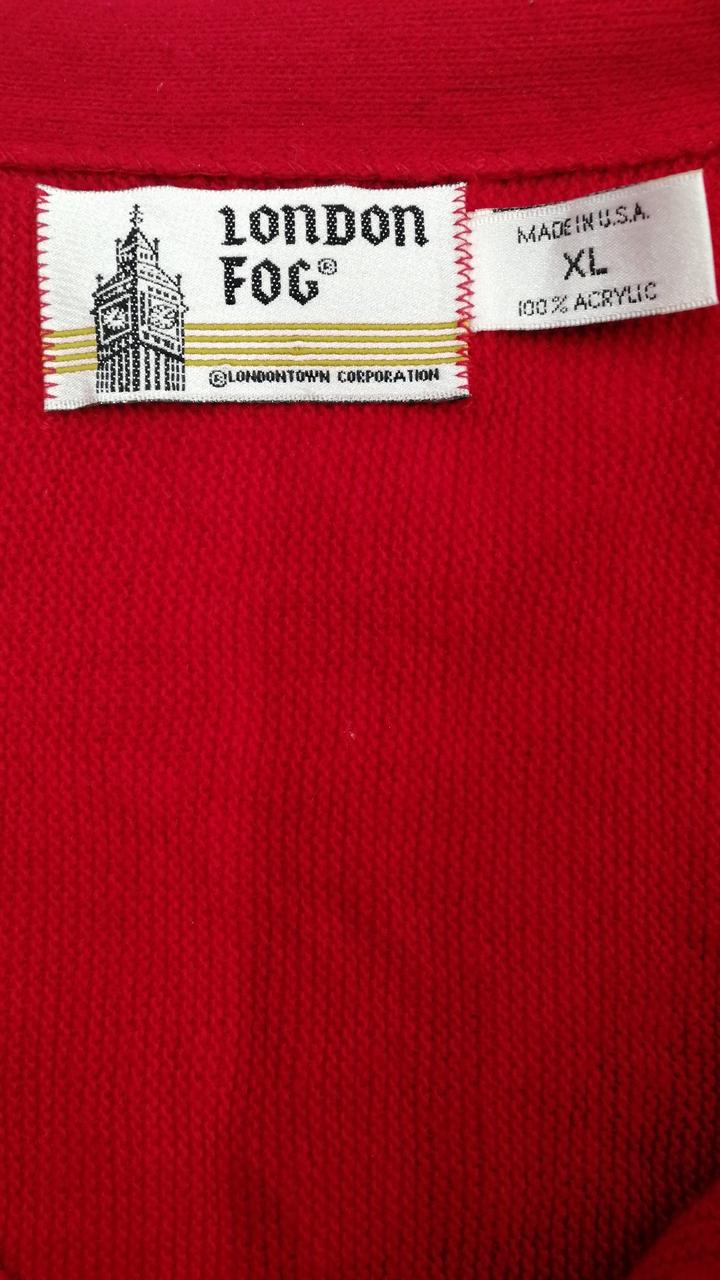 LONDON
FOG®
®LONDONTOWN CORPORATION
MADE IN U.S.A.
XL
100% ACRYLIC